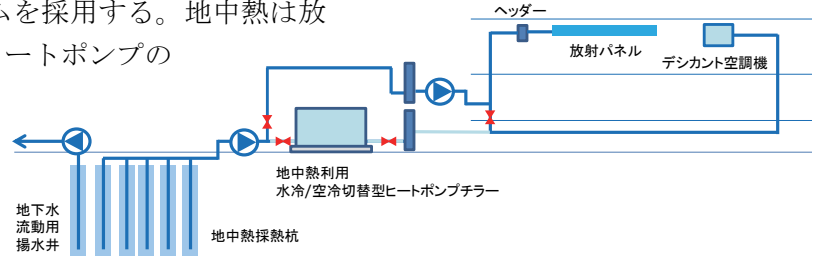 ムを採用する。地中熱は放
ートポンプの
ヘッダー
放射パネル
デシカント空調機
地中熱利用
水冷/空冷切替型ヒートポンプチラー
地下水
流動用
揚水井
地中熱採熱杭